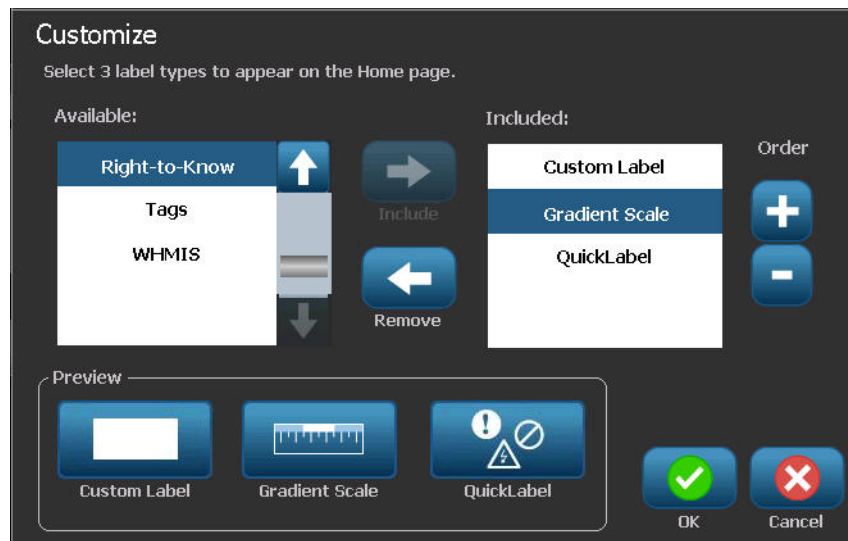 Customize
Select 3 label types to appear on the Home page.
Available:
Included:
Order
Right-to-Know
Tags
WHMIS
Include
Remove
Custom Label
Gradient Scale
QuickLabel
Preview
Custom Label
Gradient Scale
QuickLabel
OK
Cancel